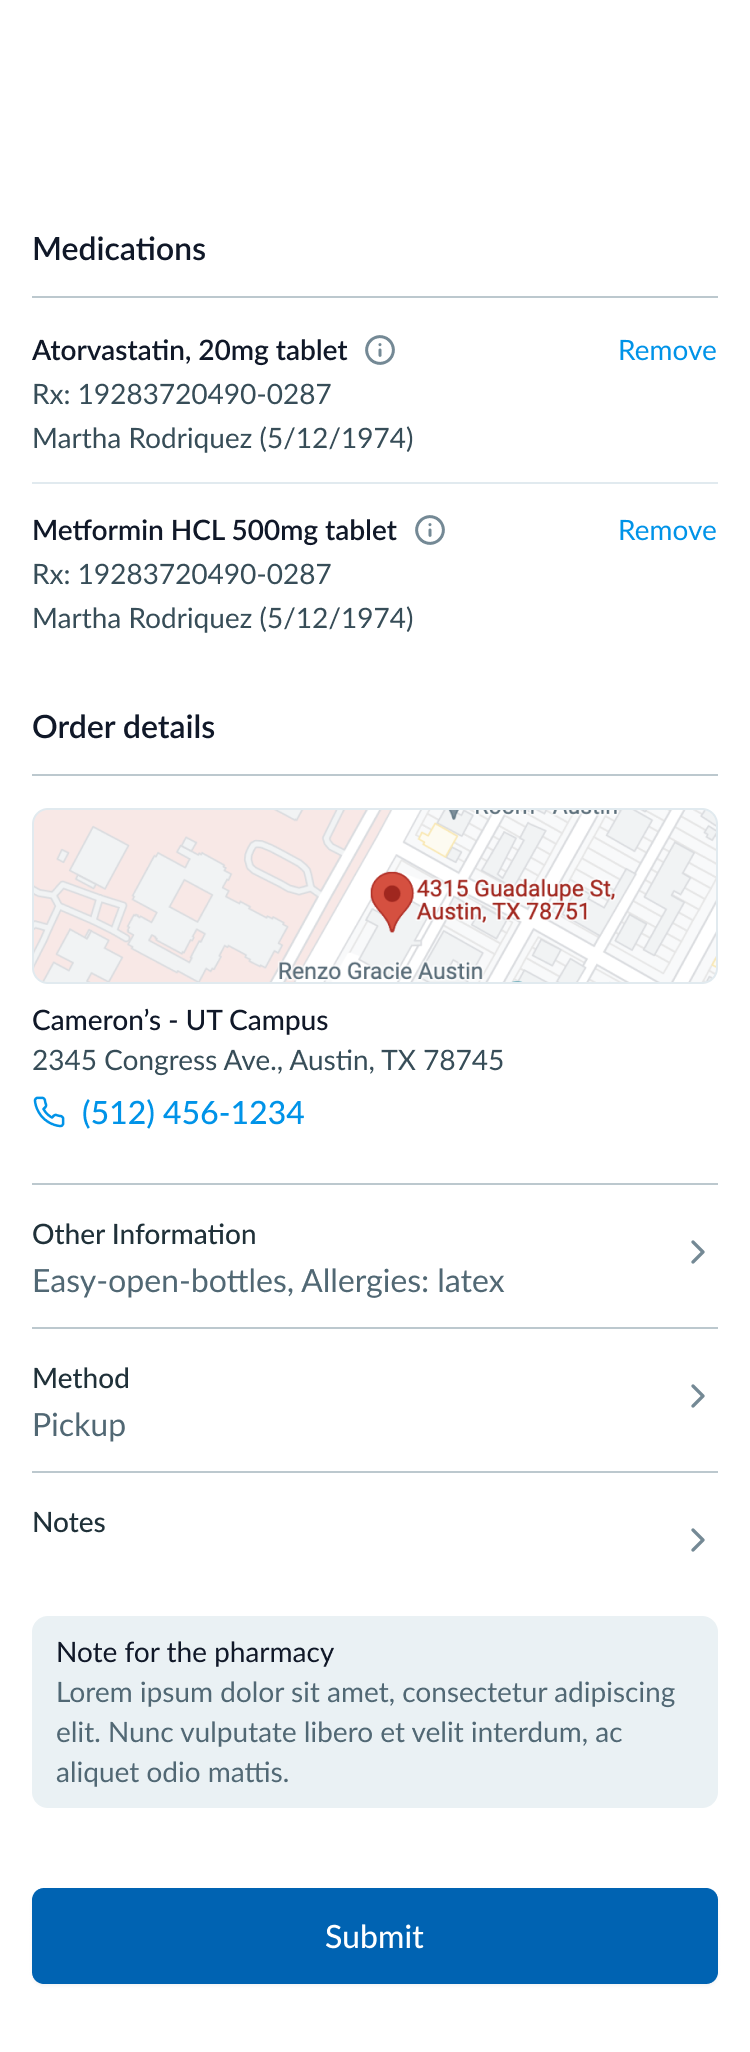 Medications
Atorvastatin, 20mg tablet
Remove
Rx: 19283720490-0287
Martha Rodriquez (5/12/1974)
Metformin HCL 500mg tablet
Remove
Rx: 19283720490-0287
Martha Rodriquez (5/12/1974)
Order details
Room - Austin
4315 Guadalupe St,
Austin, TX 78751
Renzo Gracie Austin
Cameron’s - UT Campus
2345 Congress Ave., Austin, TX 78745
(512) 456-1234
Other Information
Easy-open-bottles, Allergies: latex
Method
Pickup
Notes
Note for the pharmacy
Lorem ipsum dolor sit amet, consectetur adipiscing
elit. Nunc vulputate libero et velit interdum, ac
aliquet odio mattis.
Submit